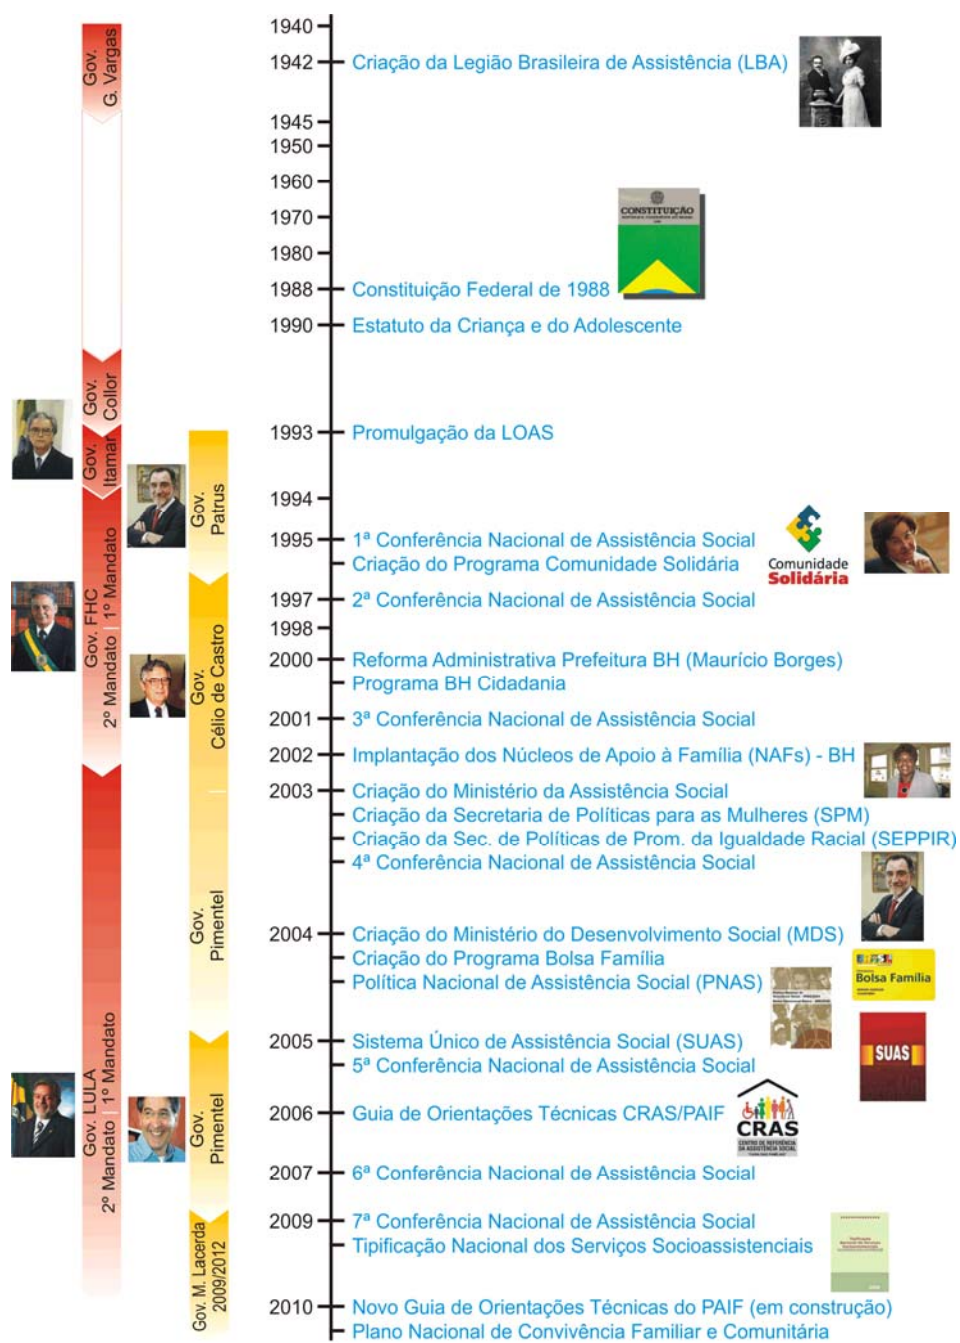 1940
Gov.
G. Vargas
1942 Criação da Legião Brasileira de Assistência (LBA)
1945
1950
1960
CONSTITUIÇÃO
1970
1980
1988 Constituição Federal de 1988
1990 Estatuto da Criança e do Adolescente
Gov.
Collor
1993 Promulgação da LOAS
Gov.
Itamar
Gov.
Patrus
1994
1995 1ª Conferência Nacional de Assistência Social
Criação do Programa Comunidade Solidária
Comunidade
Solidária
1997 2ª Conferência Nacional de Assistência Social
Gov. FHC
2º Mandato | 1º Mandato
1998
2000 Reforma Administrativa Prefeitura BH (Maurício Borges)
Programa BH Cidadania
Gov.
Célio de Castro
2001 3ª Conferência Nacional de Assistência Social
2002 Implantação dos Núcleos de Apoio à Família (NAFs) - BH
2003 Criação do Ministério da Assistência Social
Criação da Secretaria de Políticas para as Mulheres (SPM)
Criação da Sec. de Políticas de Prom. da Igualdade Racial (SEPPIR)
4ª Conferência Nacional de Assistência Social
Gov.
Pimentel
2004 Criação do Ministério do Desenvolvimento Social (MDS)
Criação do Programa Bolsa Família
Política Nacional de Assistência Social (PNAS)
Bolsa Família
2005 Sistema Único de Assistência Social (SUAS)
5ª Conferência Nacional de Assistência Social
SUAS
Gov. LULA
2º Mandato | 1º Mandato
Gov.
Pimentel
2006 Guia de Orientações Técnicas CRAS/PAIF
CRAS
CENTRO DE REFERÊNCIA
DA ASSISTÊNCIA SOCIAL
2007 6ª Conferência Nacional de Assistência Social
2009 7ª Conferência Nacional de Assistência Social
Tipificação Nacional dos Serviços Socioassistenciais
Tipificação
Nacional de Serviços
Socioassistenciais
Gov. M. Lacerda
2009/2012
2010 Novo Guia de Orientações Técnicas do PAIF (em construção)
Plano Nacional de Convivência Familiar e Comunitária